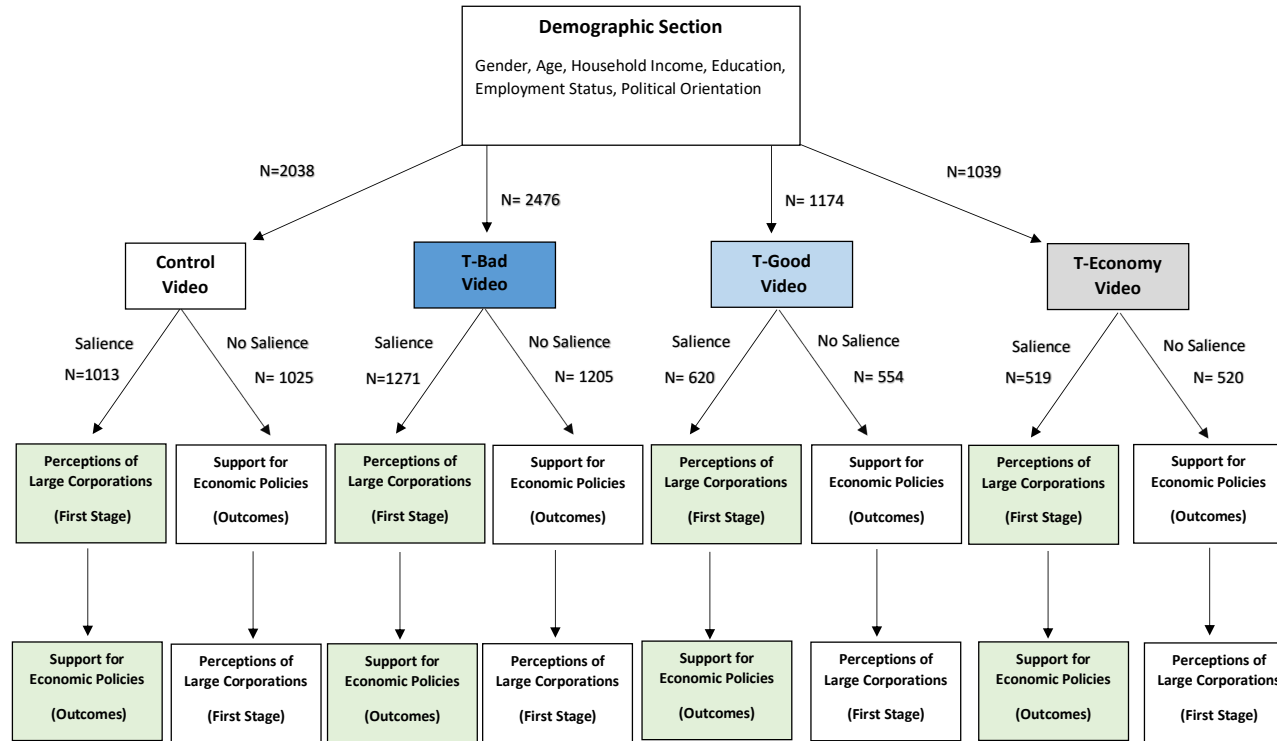 Demographic Section
Gender, Age, Household Income, Education,
Employment Status, Political Orientation
N=2038
N= 2476
N= 1174
N=1039
Control
Video
T-Bad
Video
T-Good
Video
T-Economy
Video
Salience
N=1013
No Salience
N= 1025
Salience
N=1271
No Salience
N= 1205
Salience
N= 620
No Salience
N= 554
Salience
N=519
No Salience
N= 520
Perceptions of
Large Corporations
(First Stage)
Support for
Economic Policies
(Outcomes)
Perceptions of
Large Corporations
(First Stage)
Support for
Economic Policies
(Outcomes)
Perceptions of
Large Corporations
(First Stage)
Support for
Economic Policies
(Outcomes)
Perceptions of
Large Corporations
(First Stage)
Support for
Economic Policies
(Outcomes)
Support for
Economic Policies
(Outcomes)
Perceptions of
Large Corporations
(First Stage)
Support for
Economic Policies
(Outcomes)
Perceptions of
Large Corporations
(First Stage)
Support for
Economic Policies
(Outcomes)
Perceptions of
Large Corporations
(First Stage)
Support for
Economic Policies
(Outcomes)
Perceptions of
Large Corporations
(First Stage)